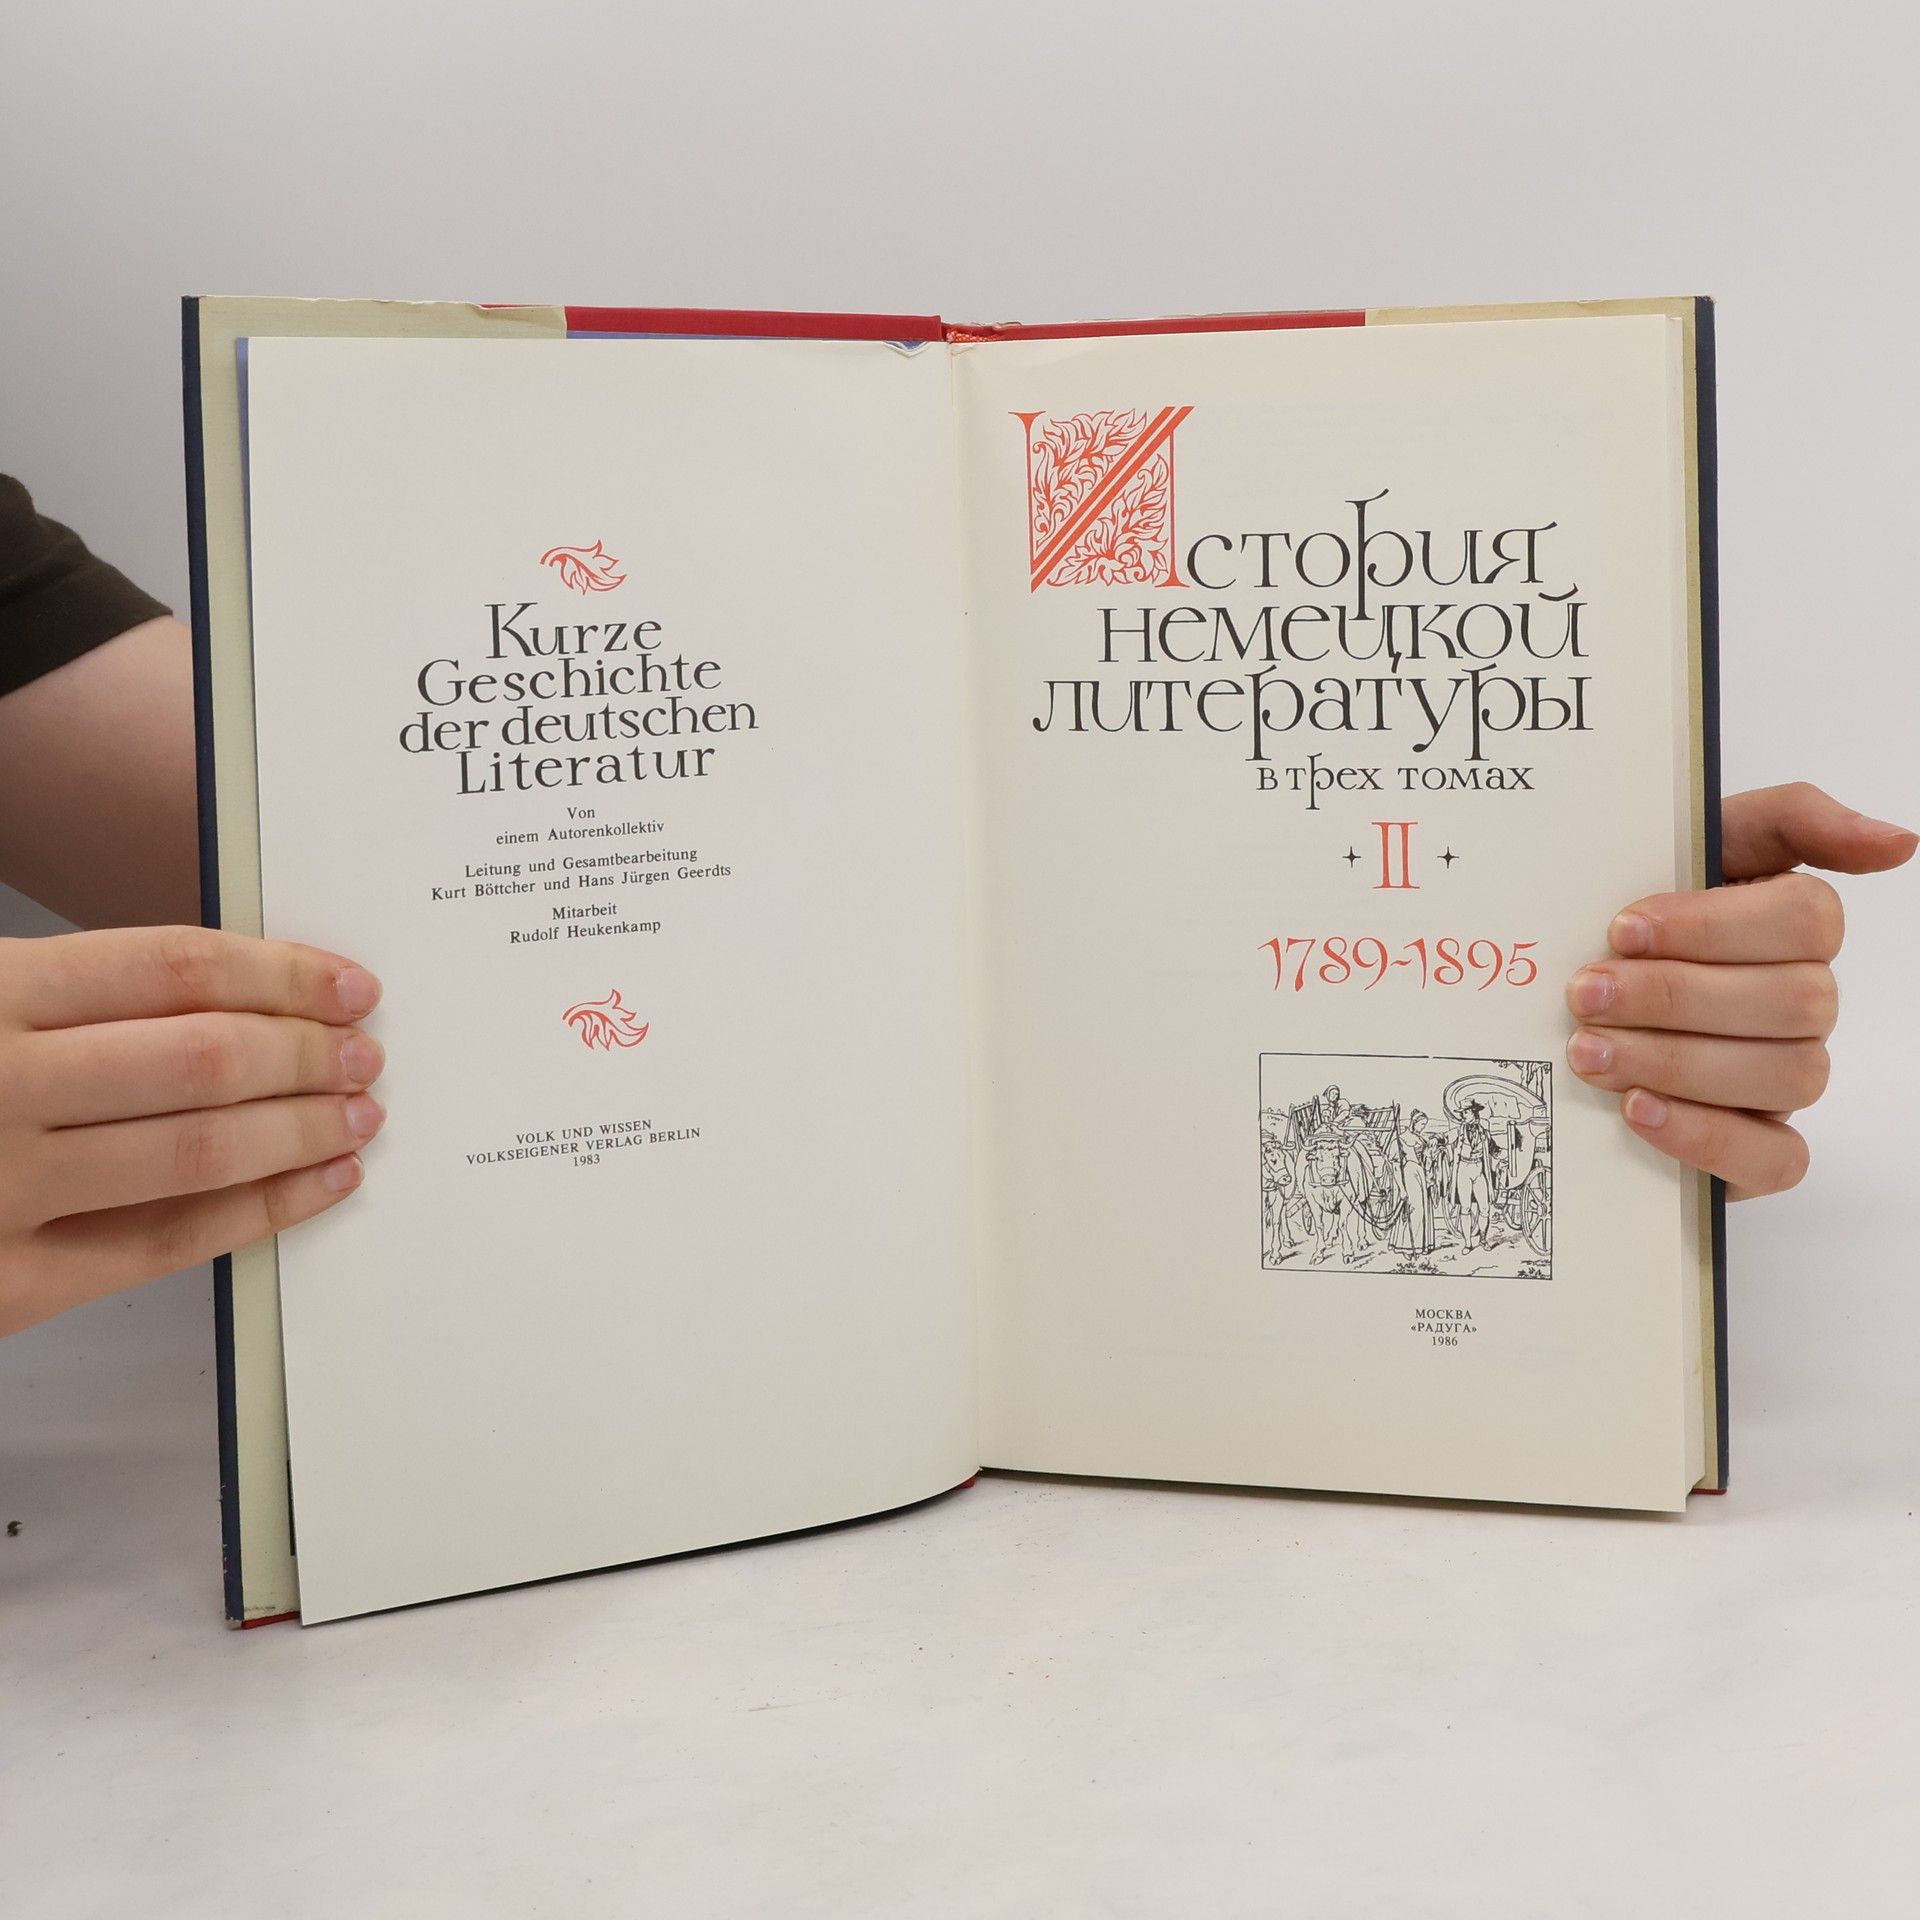 Kurze
Geschichte
der deutschen
Literatur
Von
einem Autorenkollektiv
Leitung und Gesamtbearbeitung
Kurt Böttcher und Hans Jürgen Geerdts
Mitarbeit
Rudolf Heukenkamp
VOLK UND WISSEN
VOLKSEIGENER VERLAG BERLIN
1983
История
немецкой
литературы
в трех томах
II
1789-1895
МОСКВА
«РАДУГА»
1986